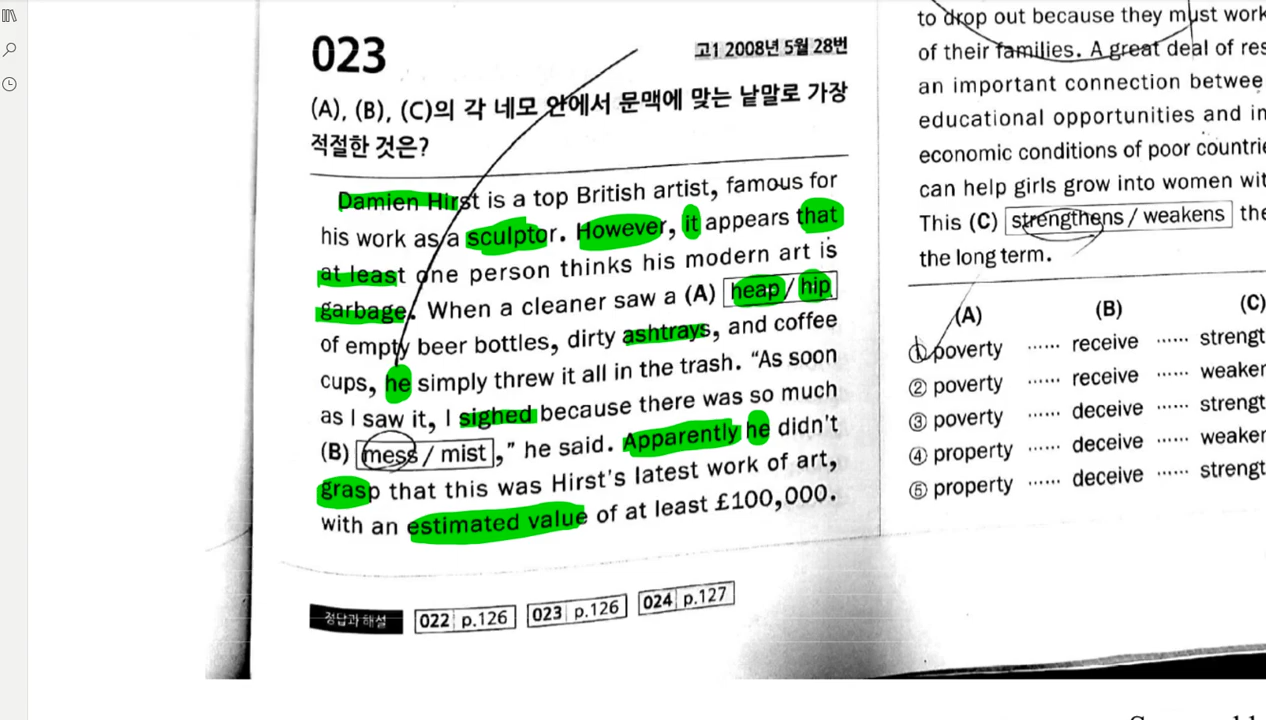 023
고1 2008년 5월 28번
(A), (B), (C)의 각 네모 안에서 문맥에 맞는 낱말로 가장
적절한 것은?
Damien Hirst is a top British artist, famous for
his work as a sculptor. However, it appears that
at least one person thinks his modern art is
garbage. When a cleaner saw a (A) heap / hip
of empty beer bottles, dirty ashtrays, and coffee
cups, he simply threw it all in the trash. “As soon
as I saw it, I sighed because there was so much
(B) mess / mist ,” he said. Apparently he didn't
grasp that this was Hirst's latest work of art,
with an estimated value of at least £100,000.
정답과 해설 022 p.126 023 p.126 024 p.127
to drop out because they must work
of their families. A great deal of res
an important connection betwee
educational opportunities and in
economic conditions of poor countrie
can help girls grow into women wit
This (C) strengthens / weakens the
the long term.
(A) (B) (C)
① poverty …… receive …… strengt
② poverty …… receive …… weaken
③ poverty …… deceive …… strengt
④ property …… deceive …… weaker
⑤ property …… deceive …… strengt